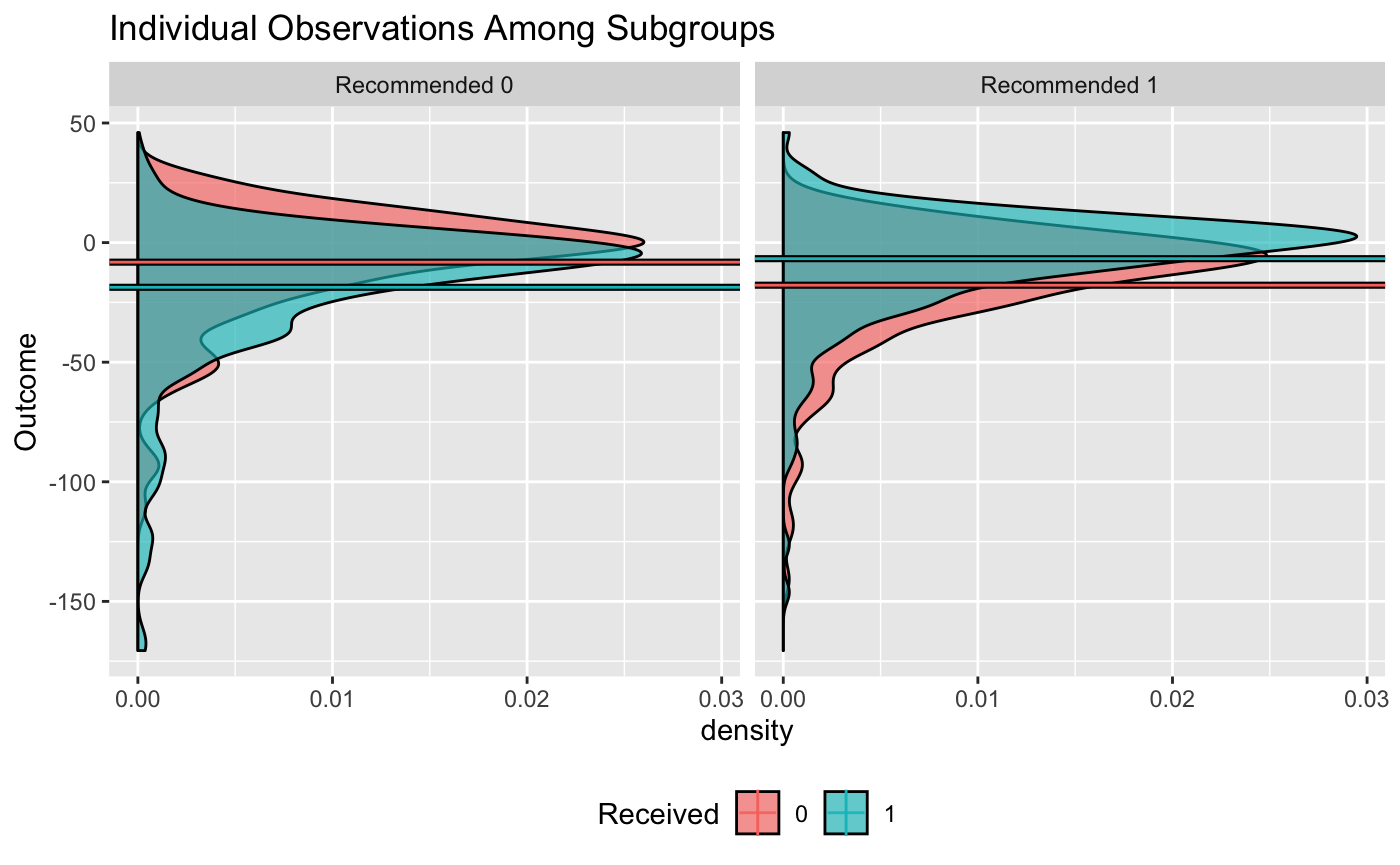 Individual Observations Among Subgroups
Recommended 0
Recommended 1
Outcome
50
0
-50
-100
-150
0.00 0.01 0.02 0.03
0.00 0.01 0.02 0.03
density
Received 0 1